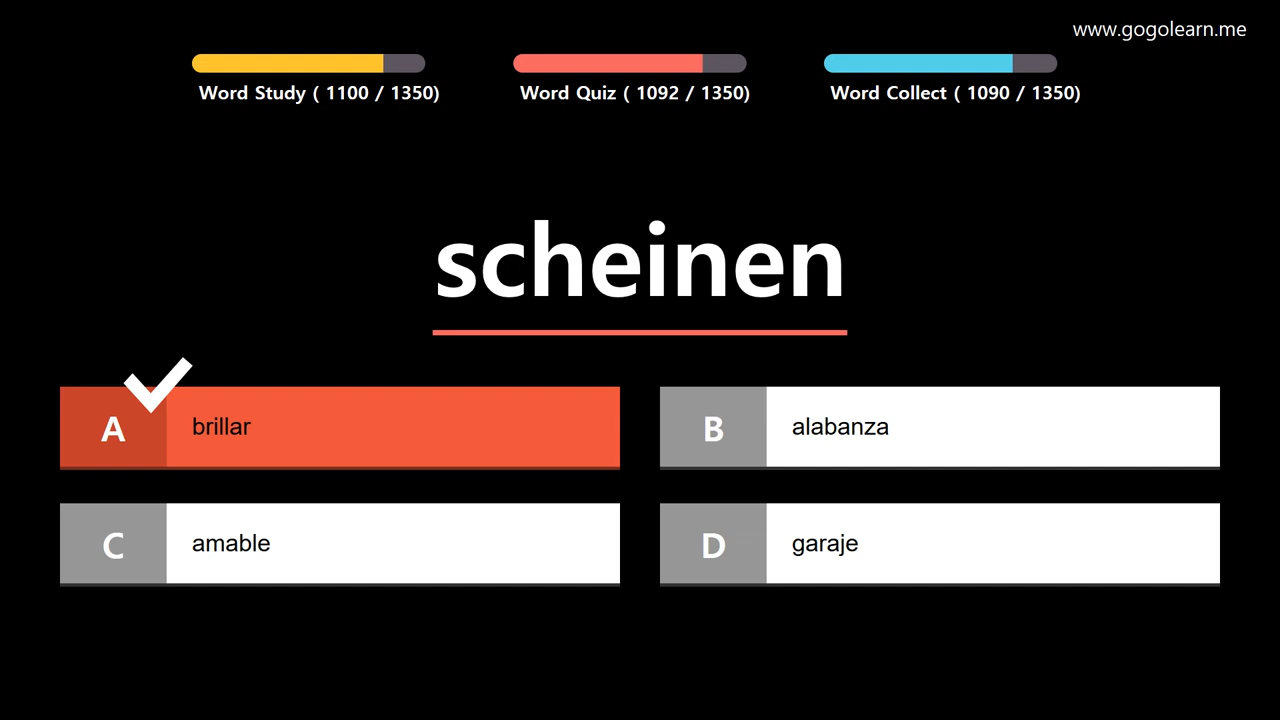 www.gogolearn.me
Word Study ( 1100 / 1350)
Word Quiz ( 1092 / 1350)
Word Collect ( 1090 / 1350)
scheinen
A brillar
B alabanza
C amable
D garaje